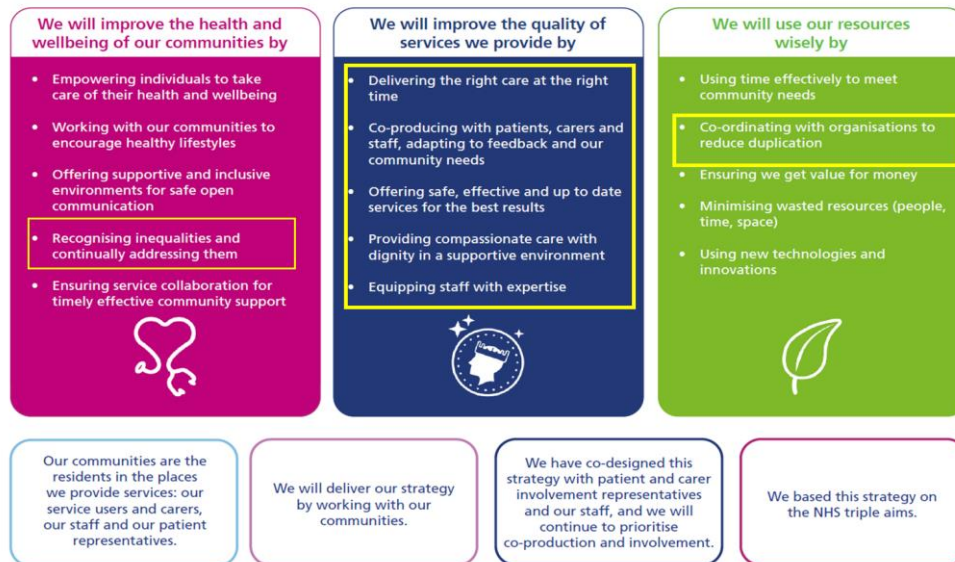 We will improve the health and
wellbeing of our communities by
• Empowering individuals to take
care of their health and wellbeing
• Working with our communities to
encourage healthy lifestyles
• Offering supportive and inclusive
environments for safe open
communication
• Recognising inequalities and
continually addressing them
• Ensuring service collaboration for
timely effective community support
We will improve the quality of
services we provide by
• Delivering the right care at the right
time
• Co-producing with patients, carers and
staff, adapting to feedback and our
community needs
• Offering safe, effective and up to date
services for the best results
• Providing compassionate care with
dignity in a supportive environment
• Equipping staff with expertise
We will use our resources
wisely by
• Using time effectively to meet
community needs
• Co-ordinating with organisations to
reduce duplication
• Ensuring we get value for money
• Minimising wasted resources (people,
time, space)
• Using new technologies and
innovations
Our communities are the
residents in the places
we provide services: our
service users and carers,
our staff and our patient
representatives.
We will deliver our strategy
by working with our
communities.
We have co-designed this
strategy with patient and carer
involvement representatives
and our staff, and we will
continue to prioritise
co-production and involvement.
We based this strategy on
the NHS triple aims.